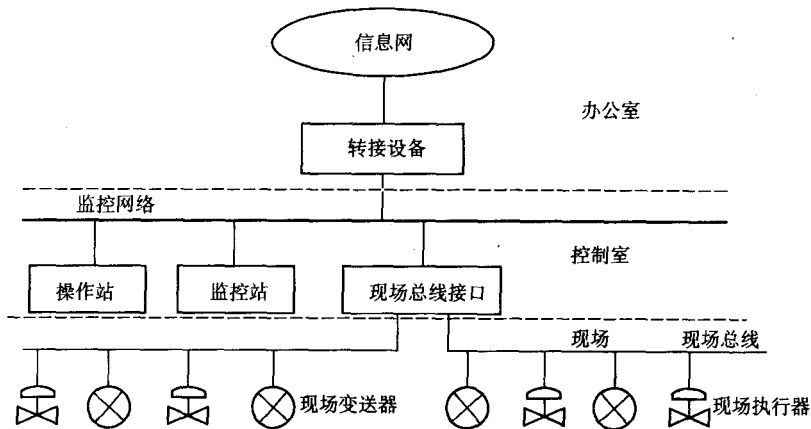 信息网
办公室
转接设备
监控网络
控制室
操作站
监控站
现场总线接口
现场
现场总线
现场变送器
现场执行器